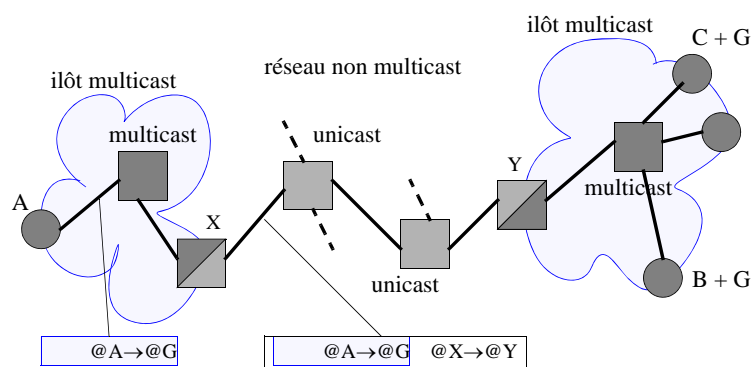 C + G
ilôt multicast
réseau non multicast
ilôt multicast
multicast
unicast
Y
multicast
A
X
unicast
B + G
@A→@G
@A→@G @X→@Y